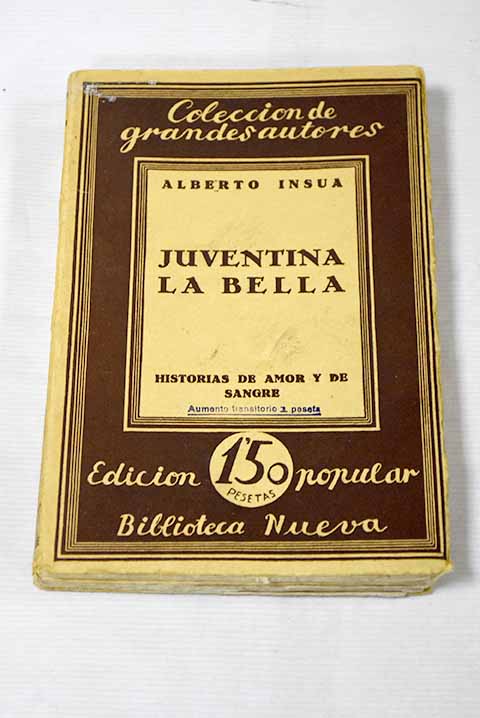 Coleccion de
grandes autores
ALBERTO INSUA
JUVENTINA
LA BELLA
HISTORIAS DE AMOR Y DE
SANGRE
Aumento transitorio 1 peseta
Edicion 1'50 popular
PESETAS
Biblioteca Nueva